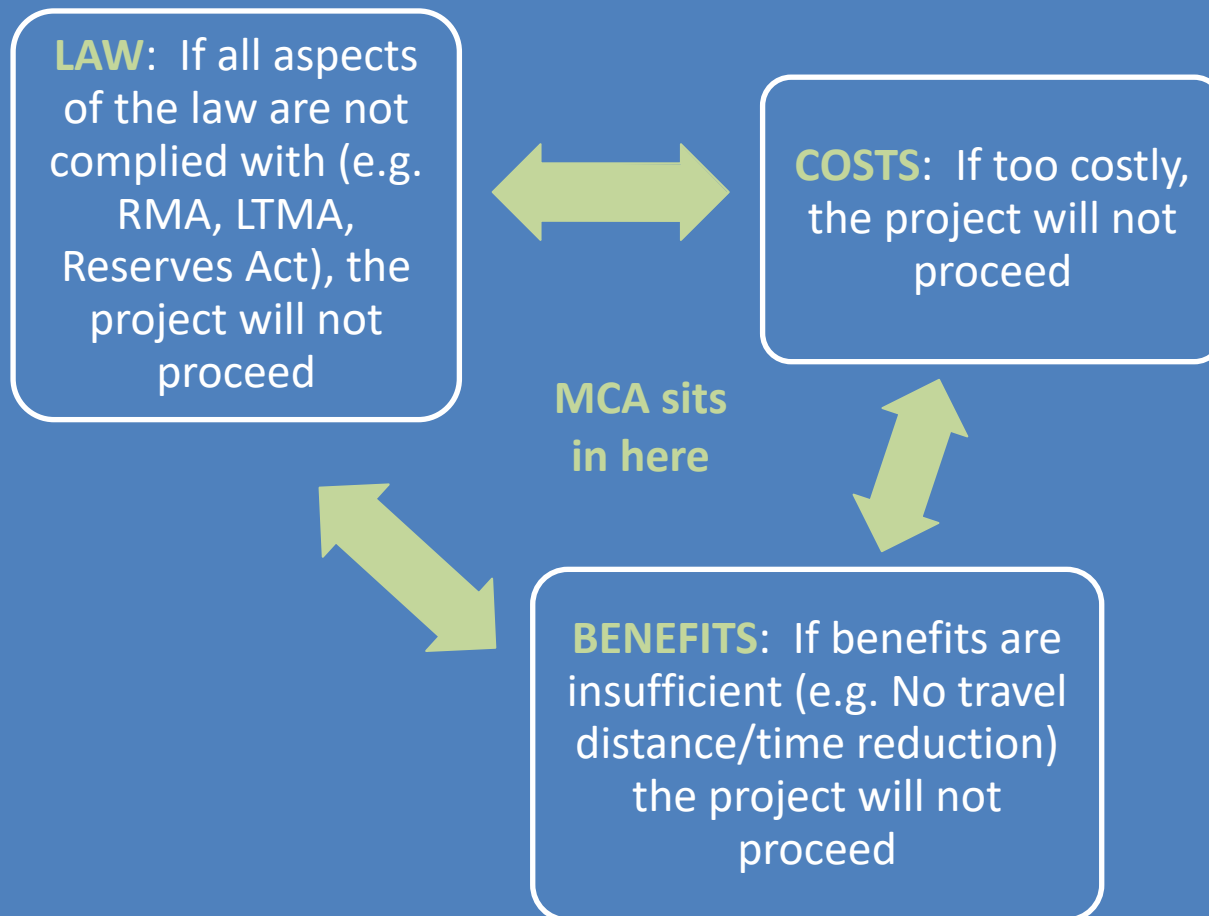 LAW:  If all aspects
of the law are not
complied with (e.g.
RMA, LTMA,
Reserves Act), the
project will not
proceed
COSTS:  If too costly,
the project will not
proceed
MCA sits
in here
BENEFITS:  If benefits are
insufficient (e.g. No travel
distance/time reduction)
the project will not
proceed